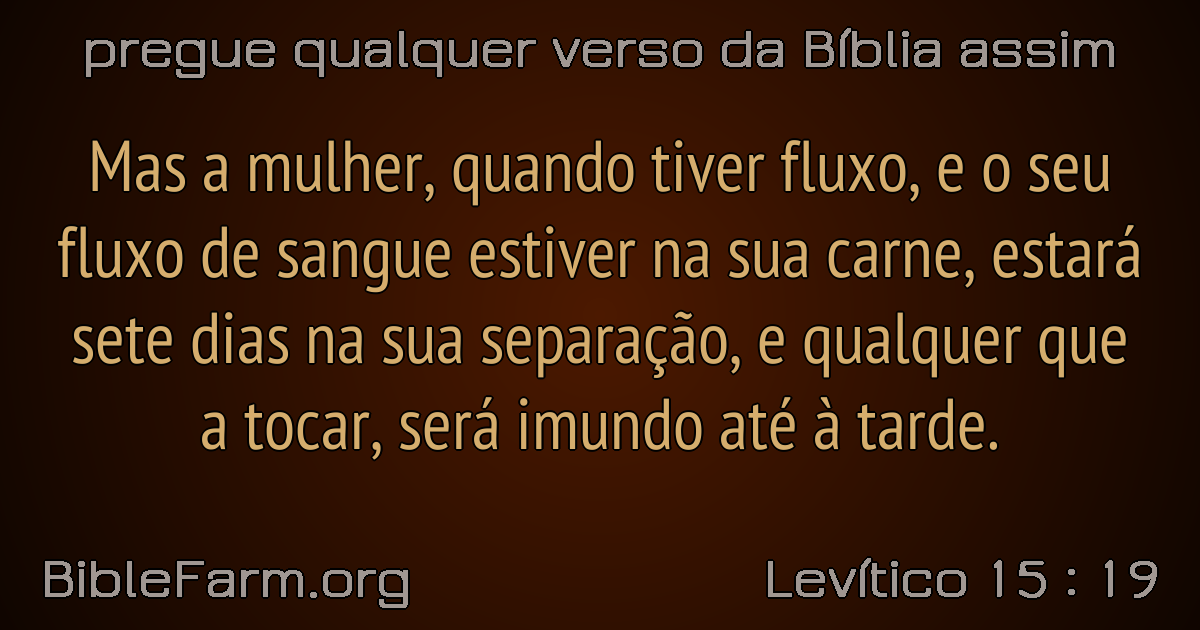 pregue qualquer verso da Bíblia assim
Mas a mulher, quando tiver fluxo, e o seu
fluxo de sangue estiver na sua carne, estará
sete dias na sua separação, e qualquer que
a tocar, será imundo até à tarde.
BibleFarm.org
Levítico 15 : 19